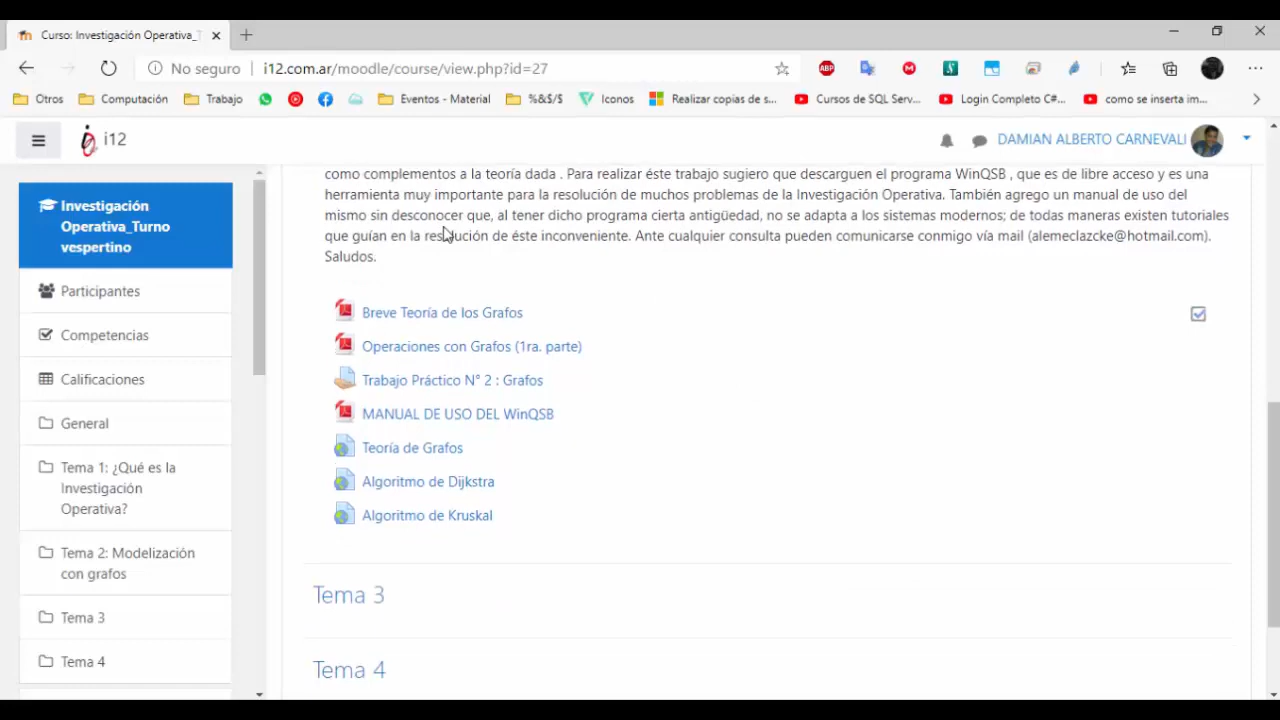 Curso: Investigación Operativa_T
No seguro
i12.com.ar/moodle/course/view.php?id=27
ABP
Otros
Computación
Trabajo
Eventos - Material
%&$/$
Iconos
Realizar copias de s...
Cursos de SQL Serv...
Login Completo C#...
como se inserta im...
i12
DAMIAN ALBERTO CARNEVALI
Investigación
Operativa_Turno
vespertino
Participantes
Competencias
Calificaciones
General
Tema 1: ¿Qué es la
Investigación
Operativa?
Tema 2: Modelización
con grafos
Tema 3
Tema 4
como complementos a la teoría dada . Para realizar éste trabajo sugiero que descarguen el programa WinQSB , que es de libre acceso y es una
herramienta muy importante para la resolución de muchos problemas de la Investigación Operativa. También agrego un manual de uso del
mismo sin desconocer que, al tener dicho programa cierta antigüedad, no se adapta a los sistemas modernos; de todas maneras existen tutoriales
que guían en la resolución de éste inconveniente. Ante cualquier consulta pueden comunicarse conmigo vía mail (alemeclazcke@hotmail.com).
Saludos.
Breve Teoría de los Grafos
Operaciones con Grafos (1ra. parte)
Trabajo Práctico N° 2 : Grafos
MANUAL DE USO DEL WinQSB
Teoría de Grafos
Algoritmo de Dijkstra
Algoritmo de Kruskal
Tema 3
Tema 4